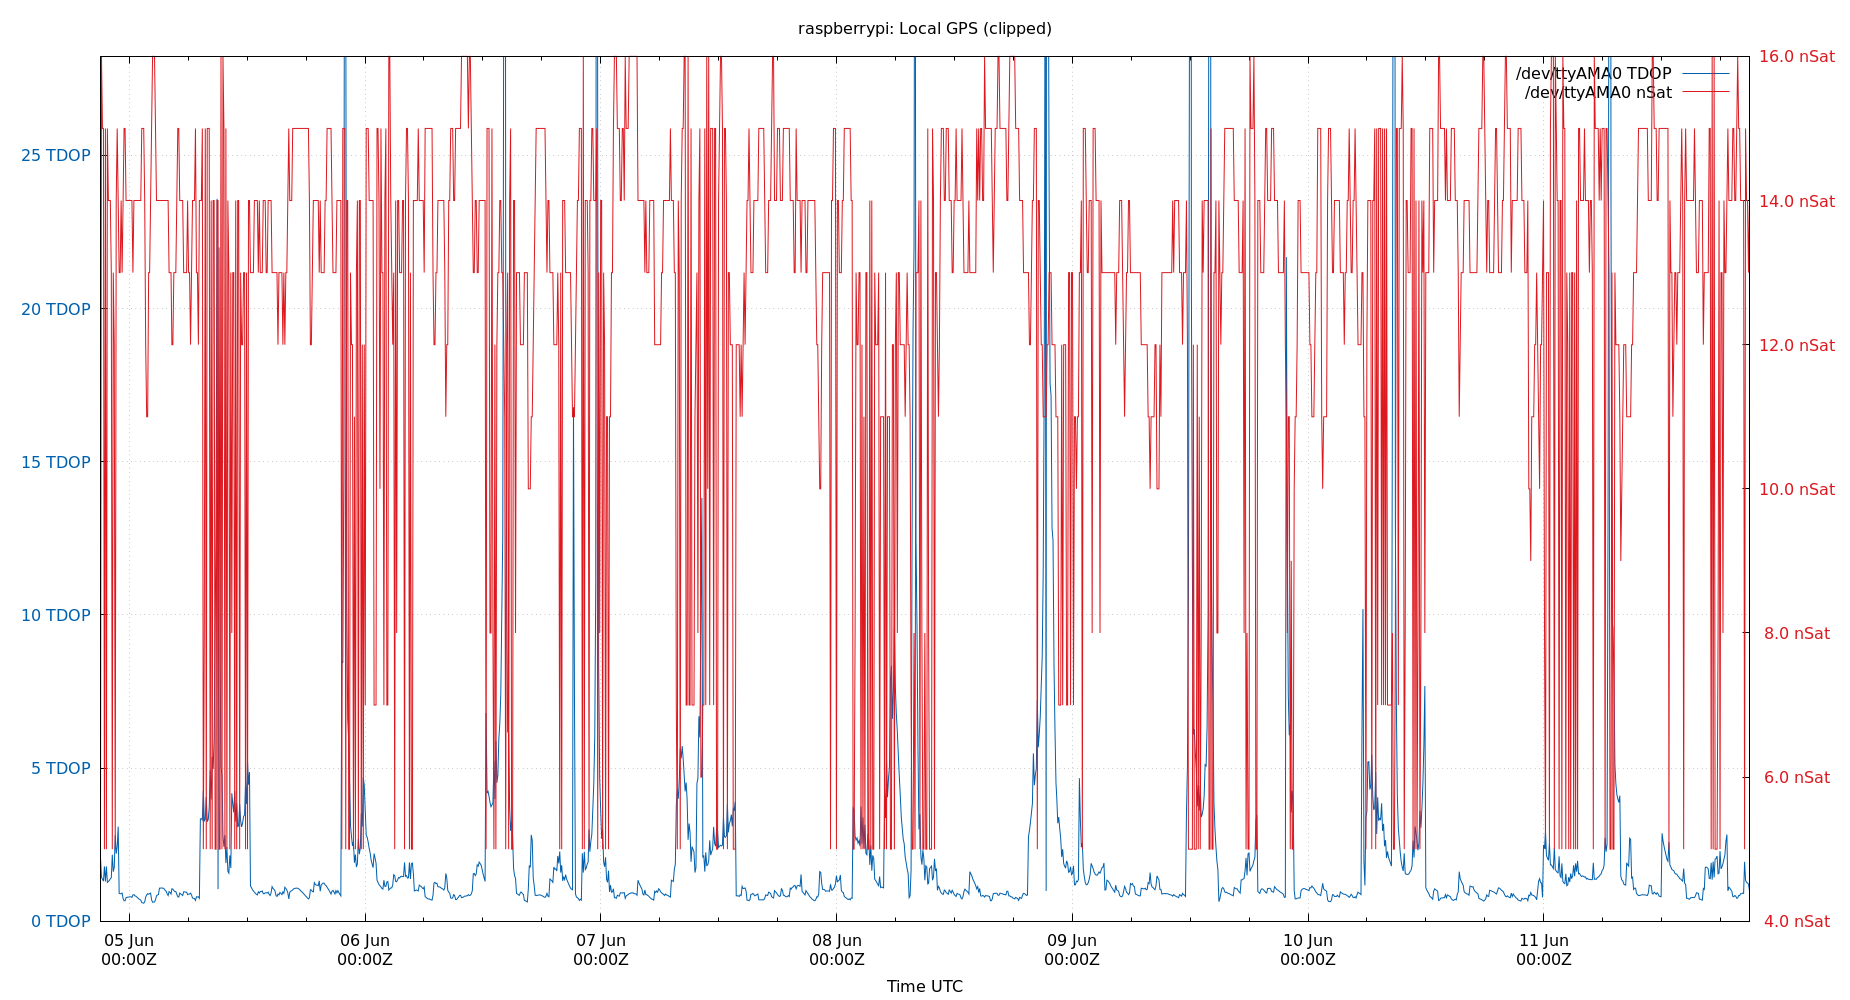 raspberrypi: Local GPS (clipped)
16.0 nSat
/dev/ttyAMA0 TDOP
/dev/ttyAMA0 nSat
25 TDOP
14.0 nSat
20 TDOP
12.0 nSat
15 TDOP
10.0 nSat
10 TDOP
8.0 nSat
5 TDOP
6.0 nSat
0 TDOP
4.0 nSat
05 Jun 06 Jun 07 Jun 08 Jun 09 Jun 10 Jun 11 Jun
00:00Z 00:00Z 00:00Z 00:00Z 00:00Z 00:00Z 00:00Z
Time UTC